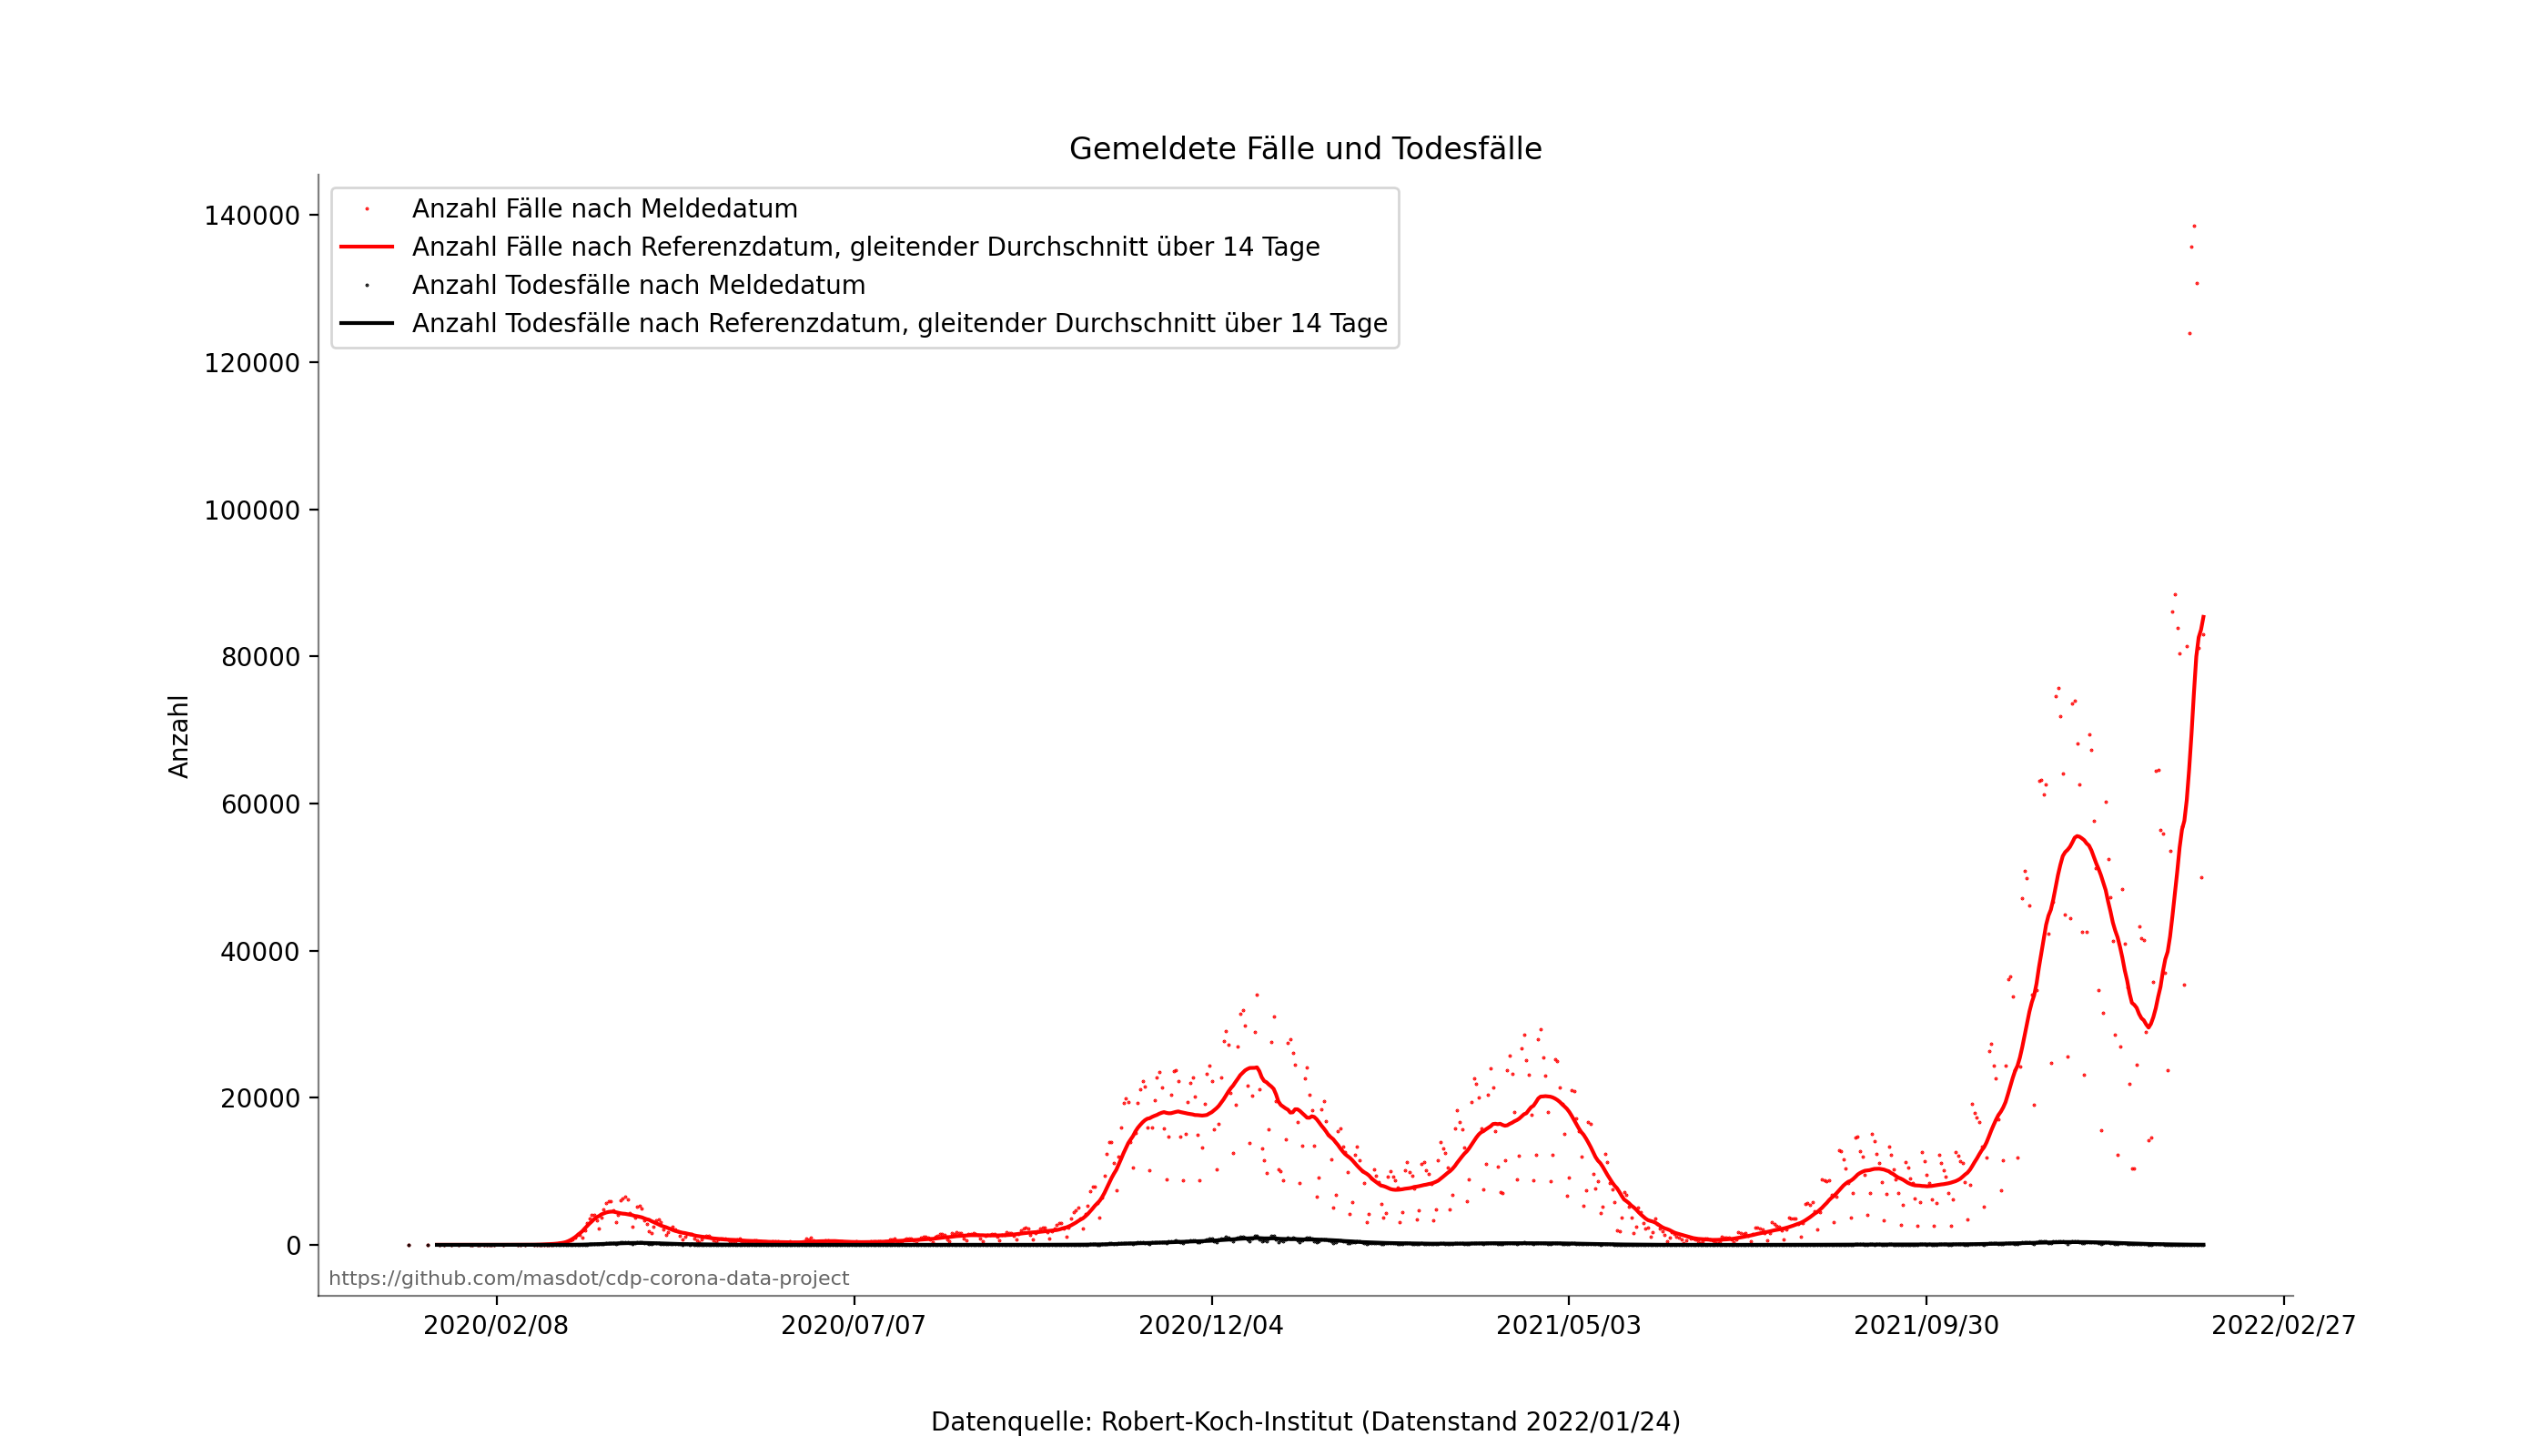 Gemeldete Fälle und Todesfälle
Anzahl Fälle nach Meldedatum
Anzahl Fälle nach Referenzdatum, gleitender Durchschnitt über 14 Tage
Anzahl Todesfälle nach Meldedatum
Anzahl Todesfälle nach Referenzdatum, gleitender Durchschnitt über 14 Tage
140000
120000
100000
80000
60000
40000
20000
0
Anzahl
https://github.com/masdot/cdp-corona-data-project
2020/02/08 2020/07/07 2020/12/04 2021/05/03 2021/09/30 2022/02/27
Datenquelle: Robert-Koch-Institut (Datenstand 2022/01/24)